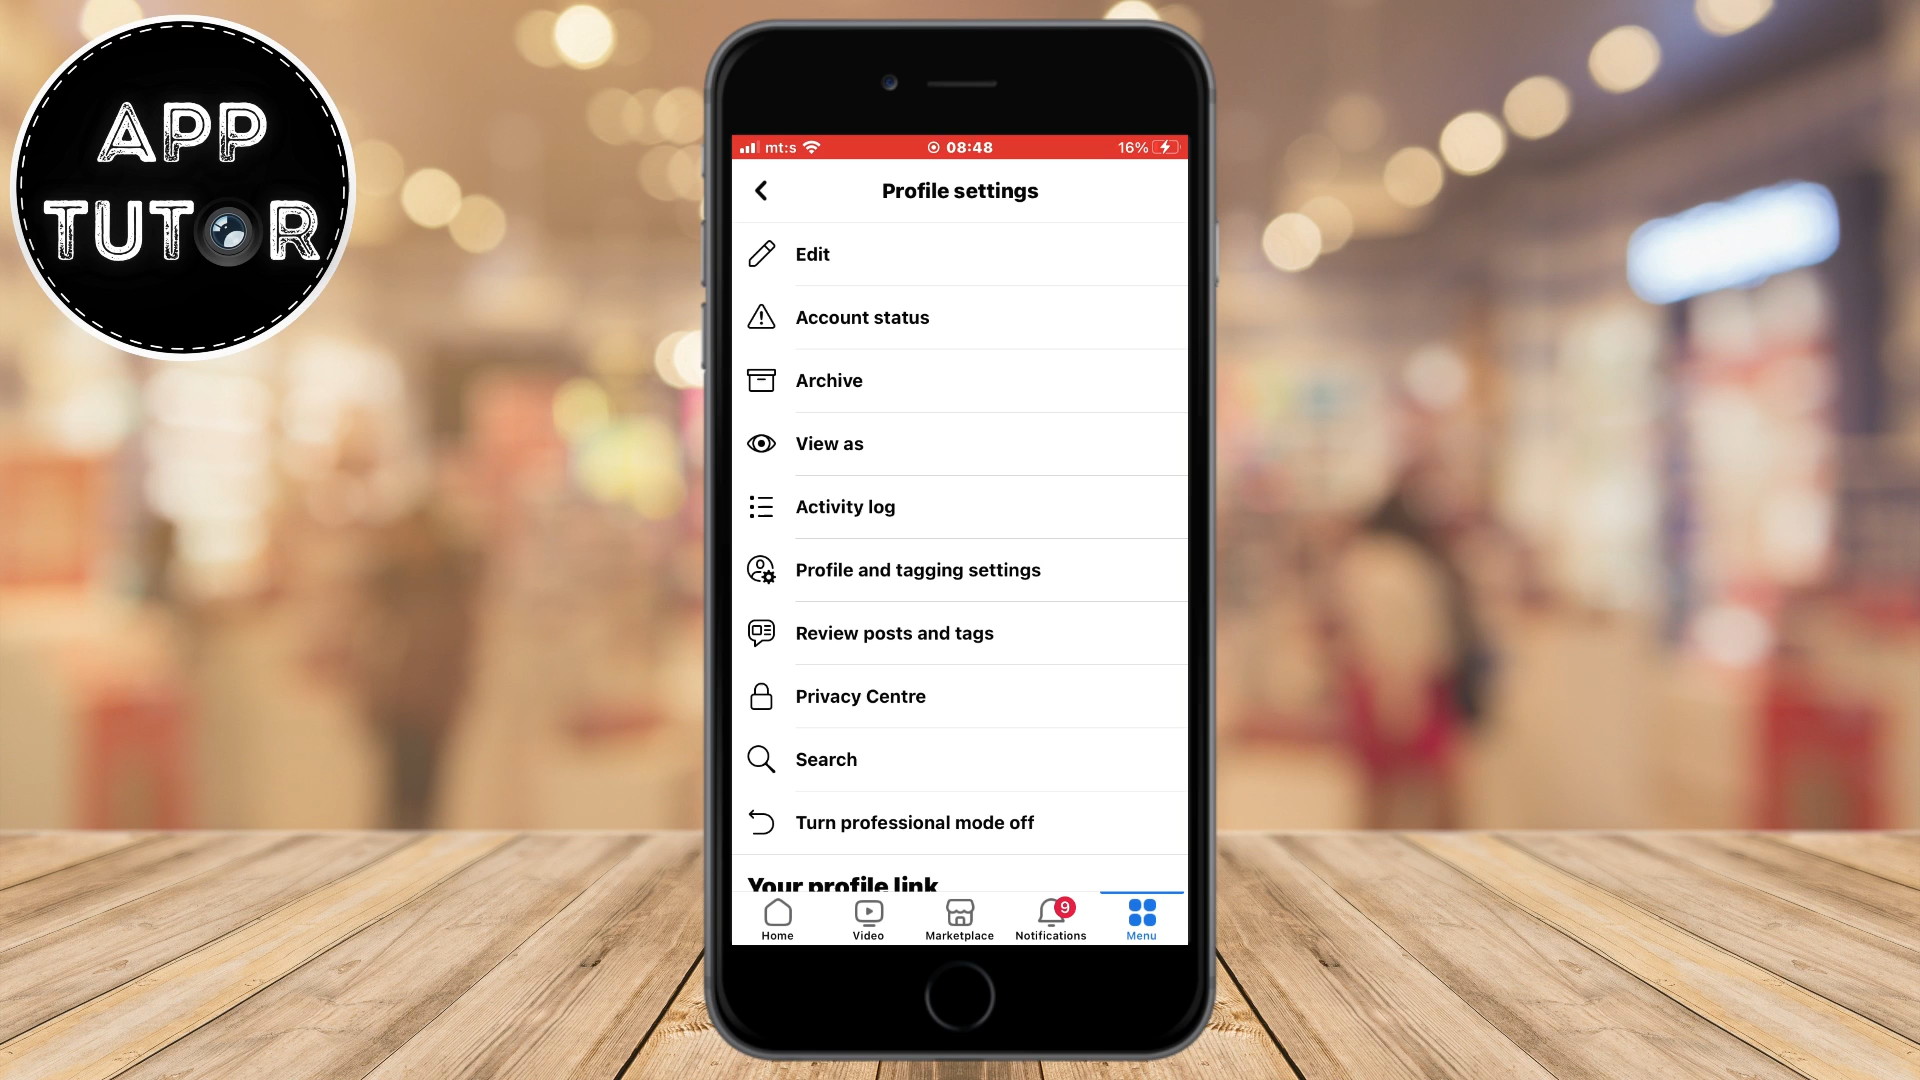 APP
TUTOR
mt:s 08:48 16%
Profile settings
Edit
Account status
Archive
View as
Activity log
Profile and tagging settings
Review posts and tags
Privacy Centre
Search
Turn professional mode off
Your profile link
9
Home Video Marketplace Notifications Menu